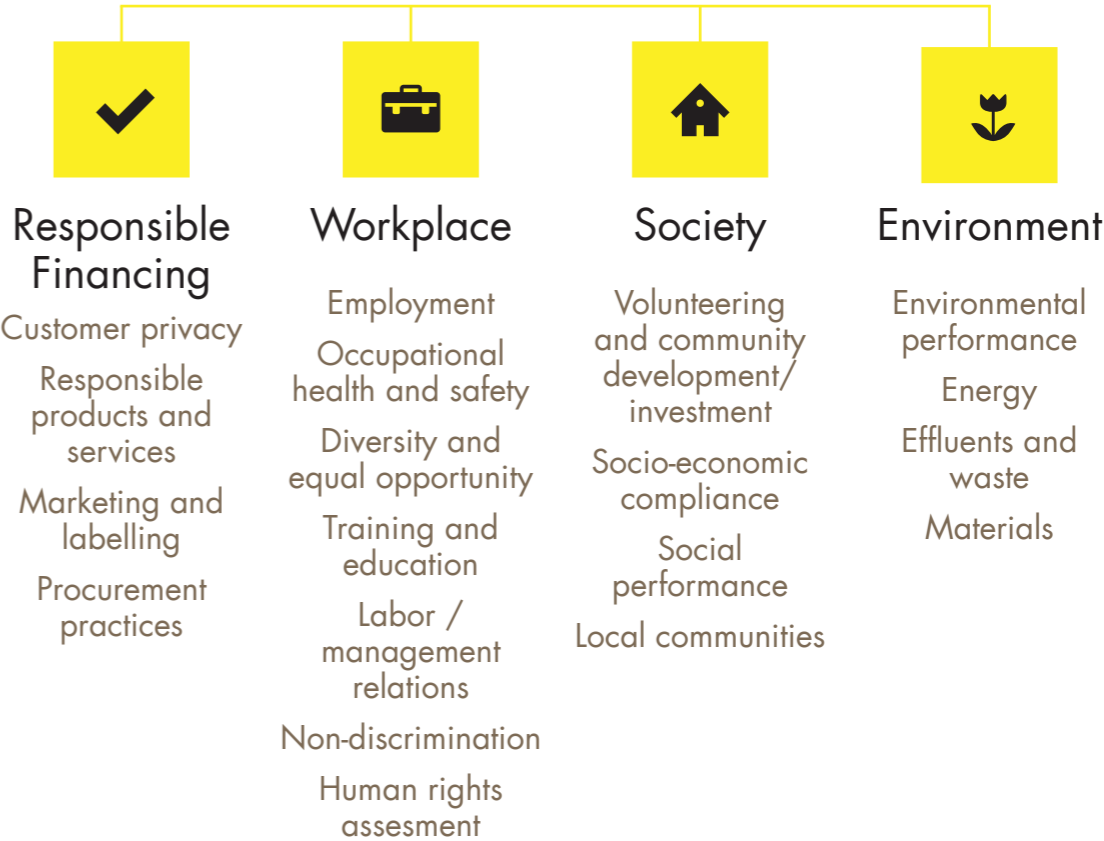 Responsible
Financing
Customer privacy
Responsible
products and
services
Marketing and
labelling
Procurement
practices
Workplace
Employment
Occupational
health and safety
Diversity and
equal opportunity
Training and
education
Labor /
management
relations
Non-discrimination
Human rights
assesment
Society
Volunteering
and community
development/
investment
Socio-economic
compliance
Social
performance
Local communities
Environment
Environmental
performance
Energy
Effluents and
waste
Materials